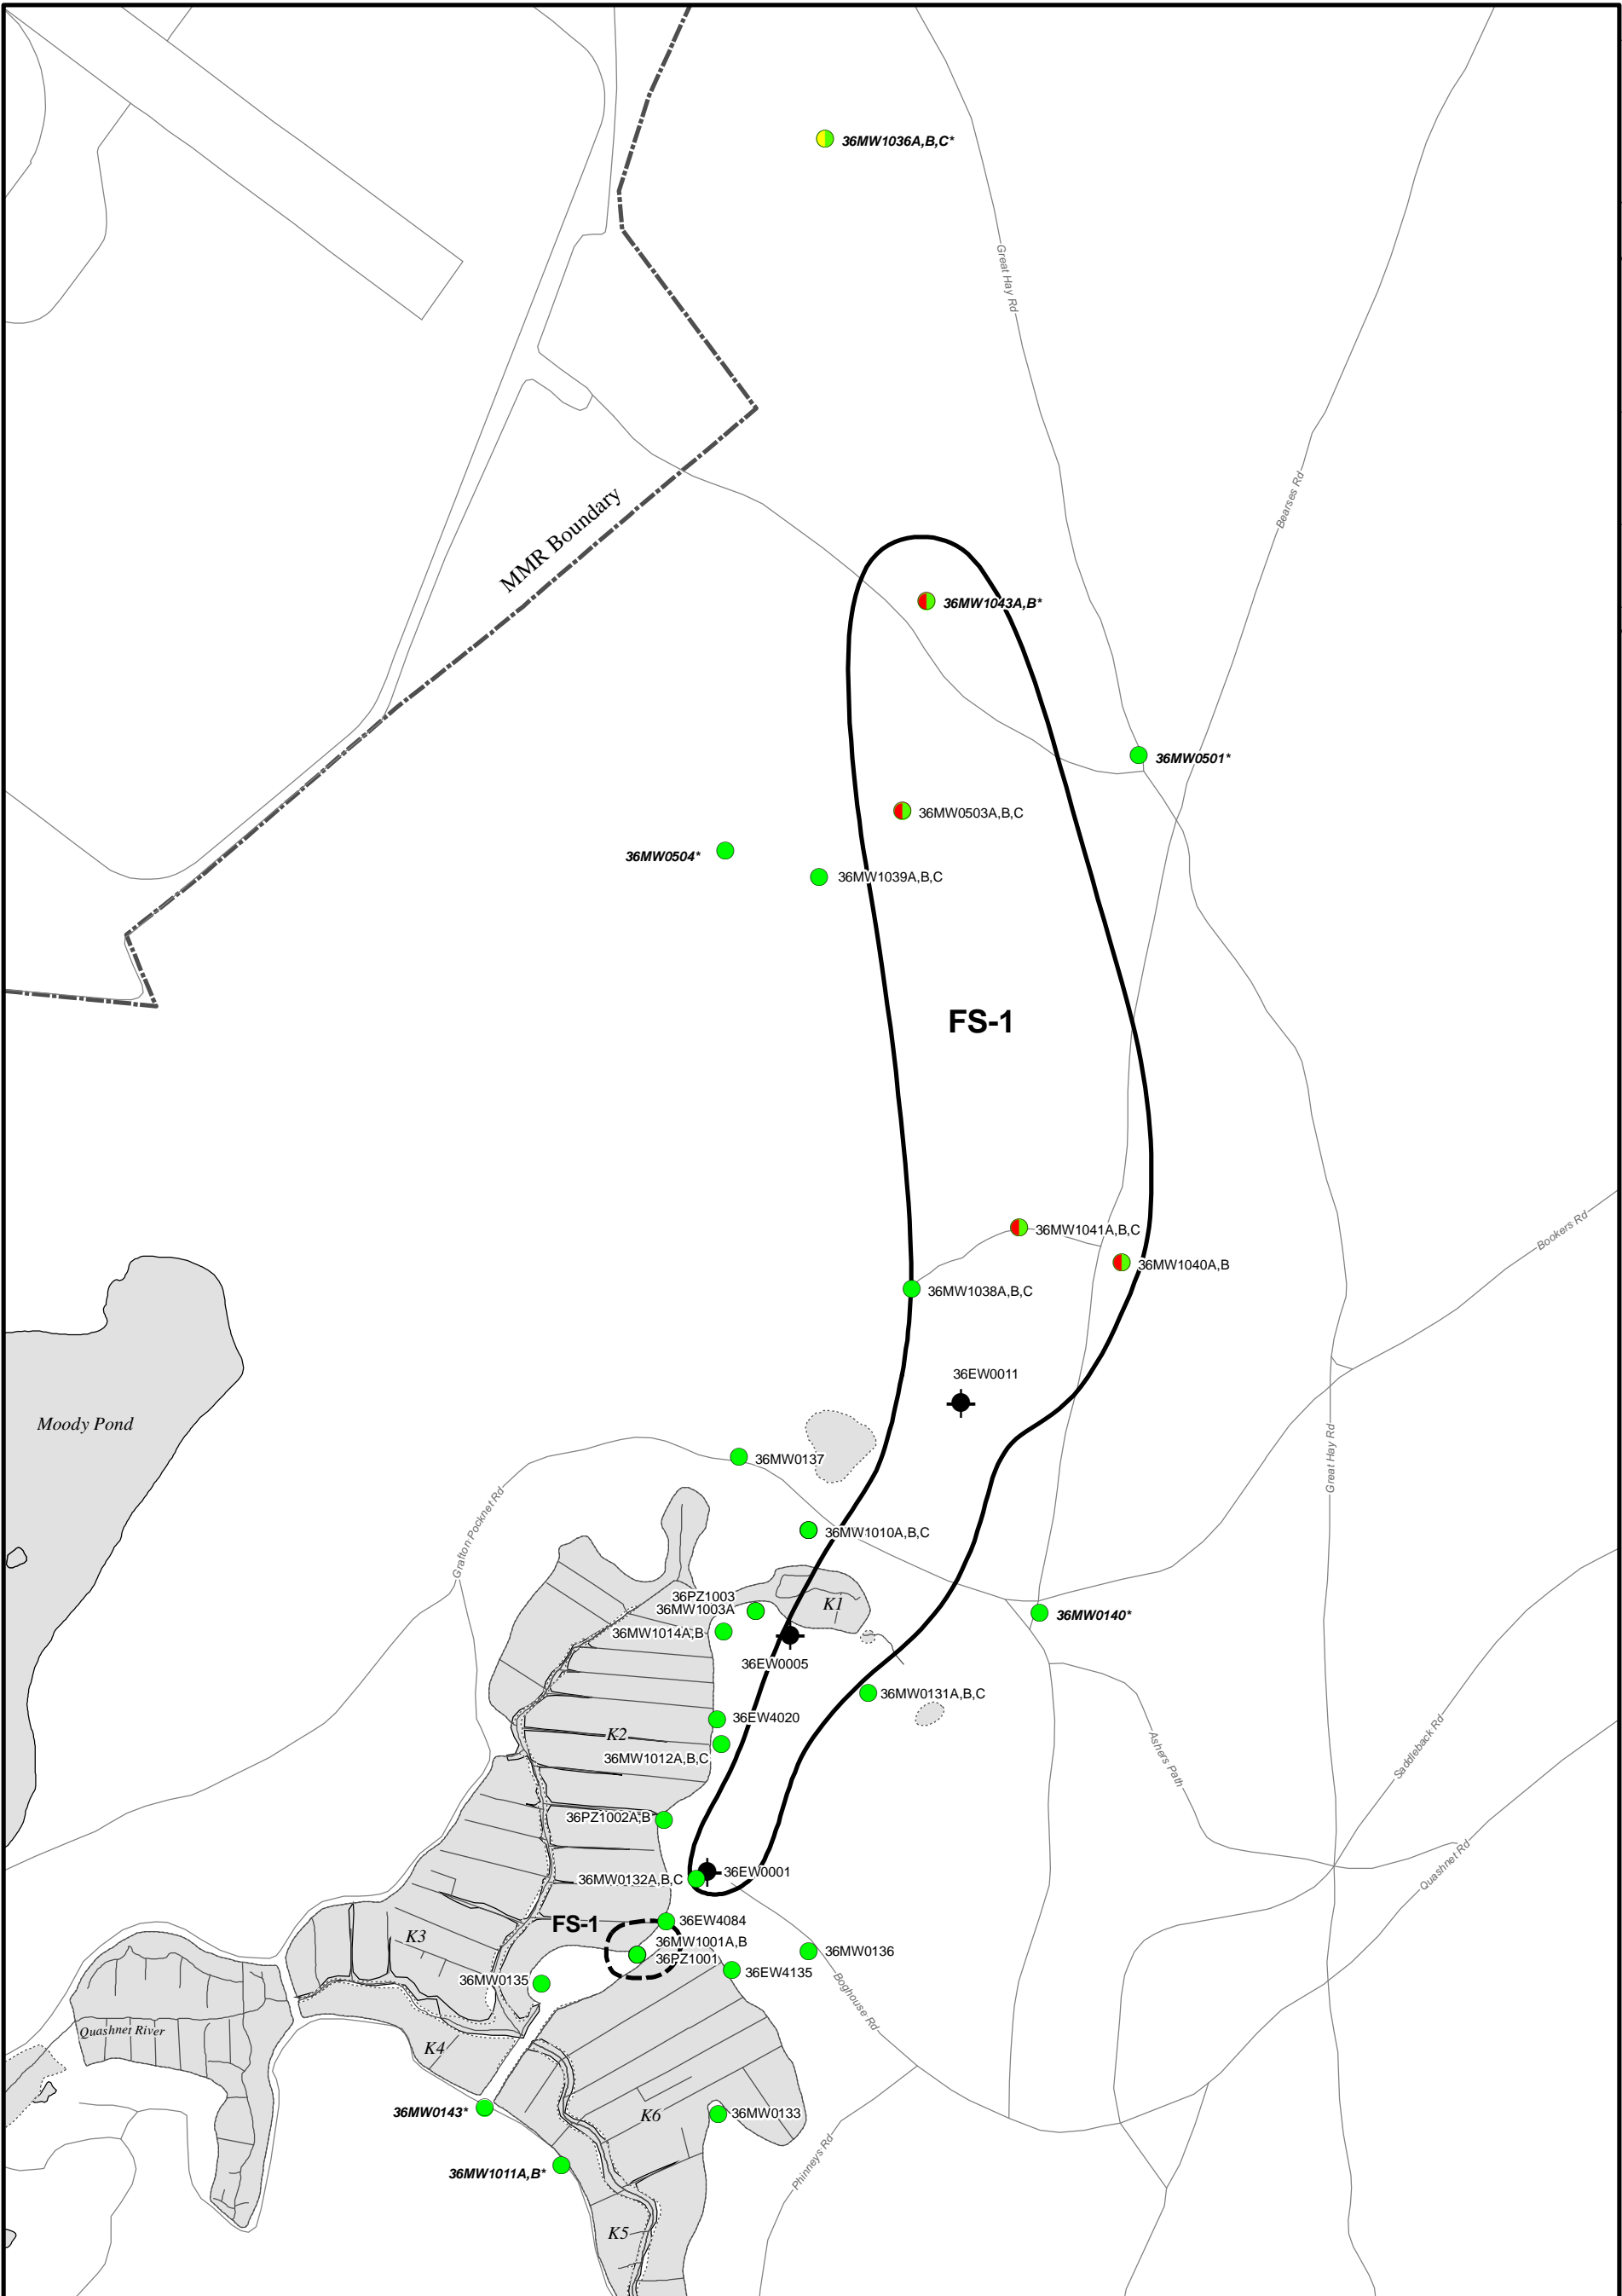 36MW1036A,B,C*
Great Hay Rd
Bearses Rd
MMR Boundary
36MW1043A,B*
36MW0501*
36MW0503A,B,C
36MW0504*
36MW1039A,B,C
FS-1
36MW1041A,B,C
Bookers Rd
36MW1040A,B
36MW1038A,B,C
36EW0011
Moody Pond
36MW0137
Great Hay Rd
Grafton Pocknet Rd
36MW1010A,B,C
36PZ1003
K1
36MW1003A
36MW0140*
36MW1014A,B
36EW0005
36MW0131A,B,C
36EW4020
K2
36MW1012A,B,C
Ashers Path
Saddleback Rd
36PZ1002A,B
36EW0001
36MW0132A,B,C
Quashnet Rd
FS-1
36EW4084
K3
36MW1001A,B
36MW0136
36PZ1001
36EW4135
36MW0135
Boghouse Rd
Quashnet River
K4
36MW0143*
K6
36MW0133
Phinneys Rd
36MW1011A,B*
K5